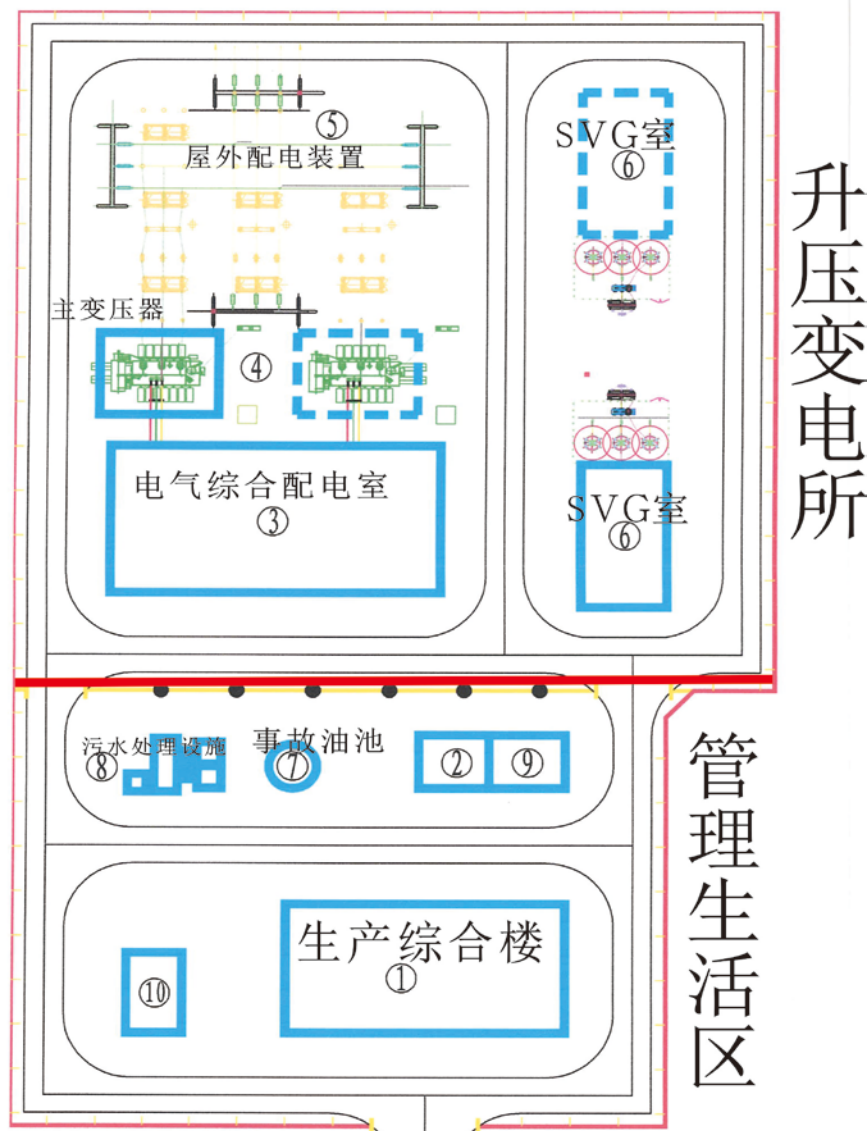 SVG室
⑥
⑤
屋外配电装置
主变压器
④
电气综合配电室
③
SVG室
⑥
升压变电所
污水处理设施
⑧
事故油池
⑦
②
⑨
管理生活区
生产综合楼
①
⑩